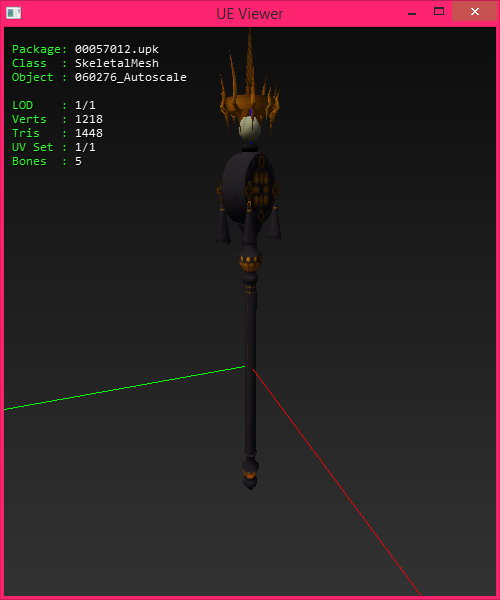 UE Viewer
Package: 00057012.upk
Class  : SkeletalMesh
Object : 060276_Autoscale
LOD    : 1/1
Verts  : 1218
Tris   : 1448
UV Set : 1/1
Bones  : 5